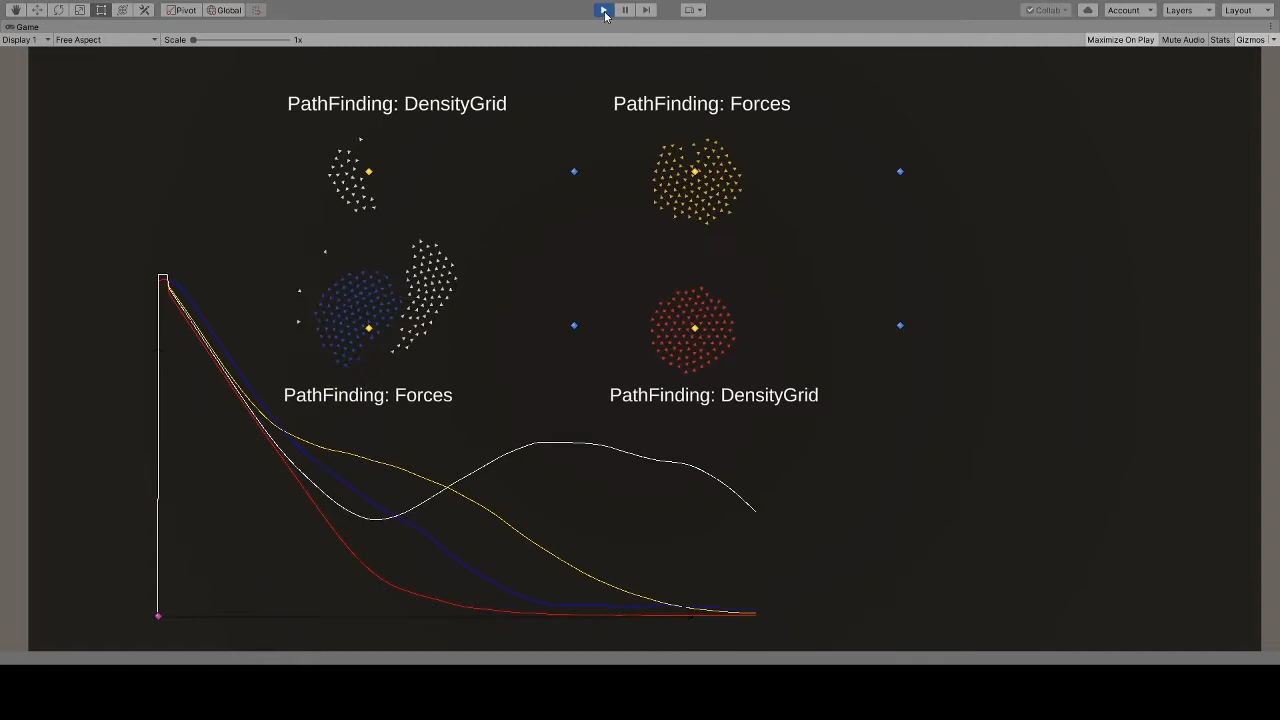 Pivot Global Collab Account Layers Layout
Game
Display 1 Free Aspect Scale 1x Maximize On Play Mute Audio Stats Gizmos
PathFinding: DensityGrid PathFinding: Forces
PathFinding: Forces PathFinding: DensityGrid